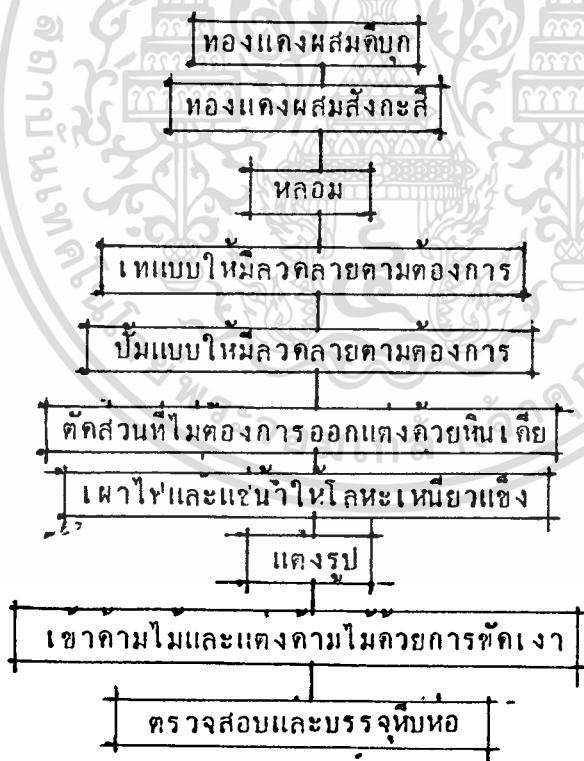 ทองแดงผสมดีบุก
ทองแดงผสมสังกะสี
หลอม
เทแบบให้มีลวดลายตามต้องการ
ปั้มแบบให้มีลวดลายตามต้องการ
ตัดส่วนที่ไม่ต้องการออกแต่งด้วยหินเดีย
เผาไฟและแช่น้ำให้โลหะเหนียวแข็ง
แต่งรูป
เข้าด้ามไม้และแต่งด้ามไม้ด้วยการขัดเงา
ตรวจสอบและบรรจุหีบห่อ